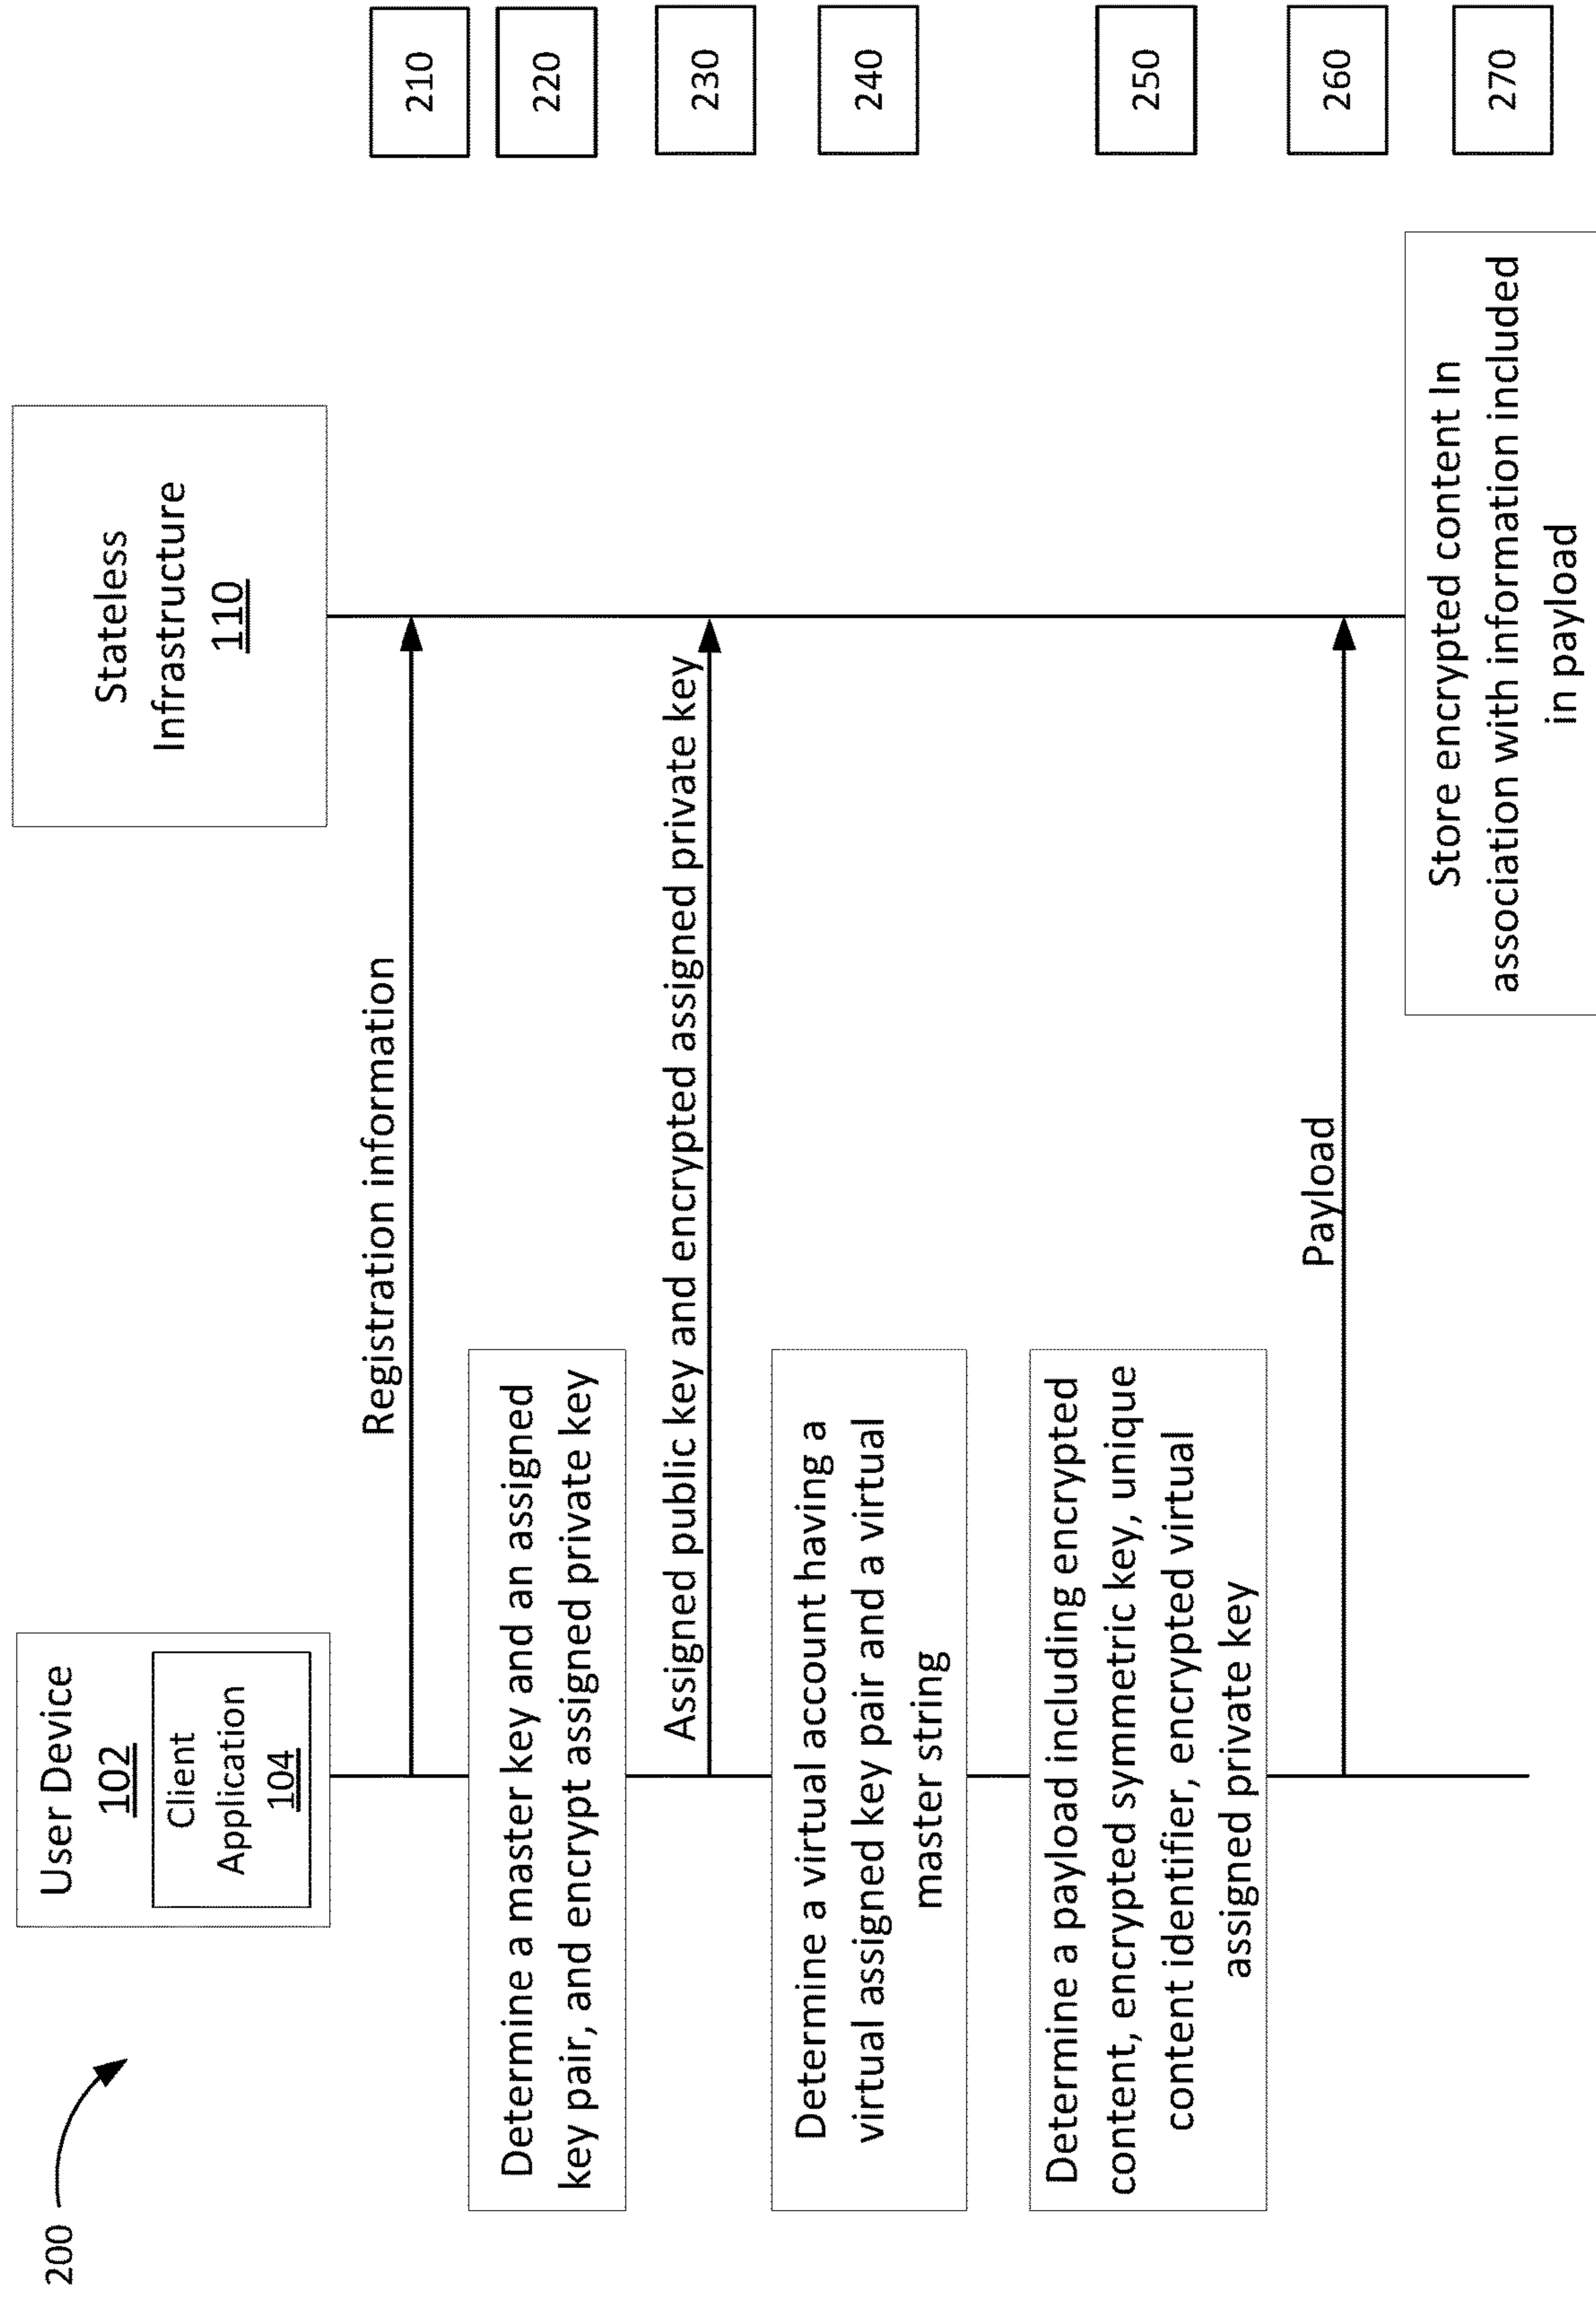 200
User Device
102
Client
Application
104
Stateless
Infrastructure
110
Registration information
210
Determine a master key and an assigned
key pair, and encrypt assigned private key
220
Assigned public key and encrypted assigned private key
230
Determine a virtual account having a
virtual assigned key pair and a virtual
master string
240
Determine a payload including encrypted
content, encrypted symmetric key, unique
content identifier, encrypted virtual
assigned private key
250
Payload
260
Store encrypted content In
association with information included
in payload
270